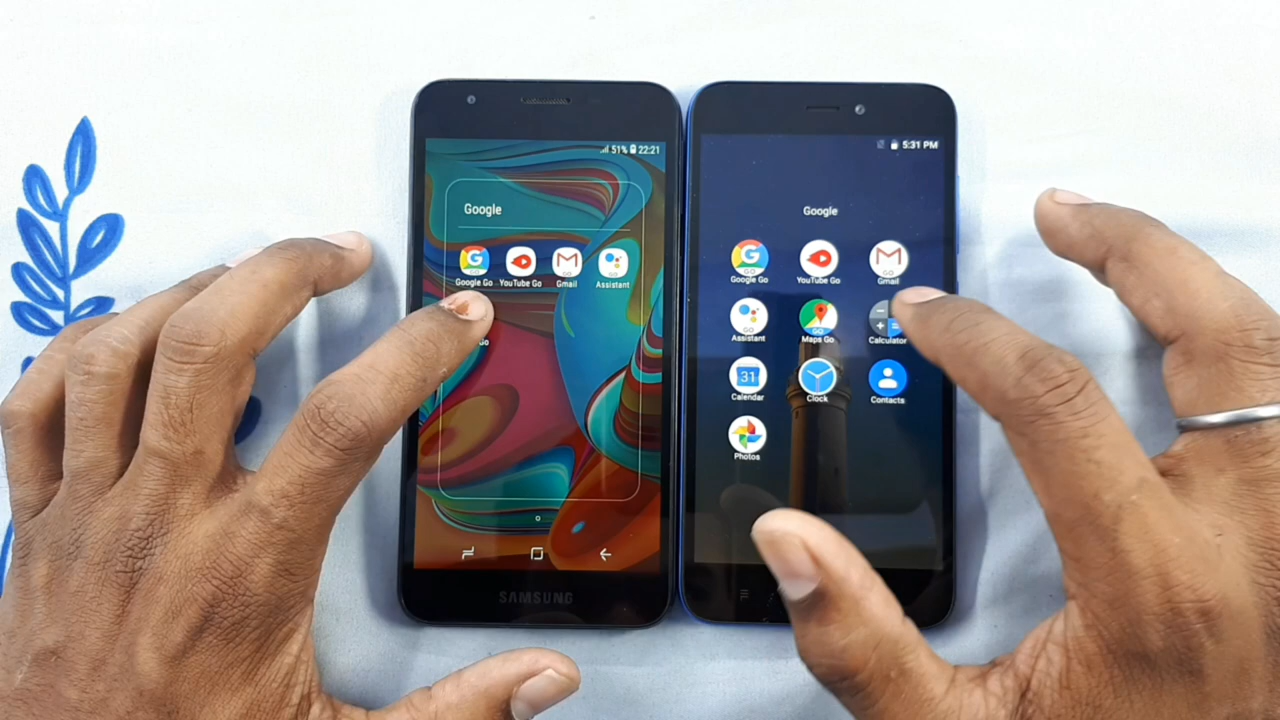 51% 22:21
Google
Google Go YouTube Go Gmail Assistant
Go
SAMSUNG
5:31 PM
Google
Google Go YouTube Go Gmail
Assistant Maps Go Calculator
31
Calendar Clock Contacts
Photos